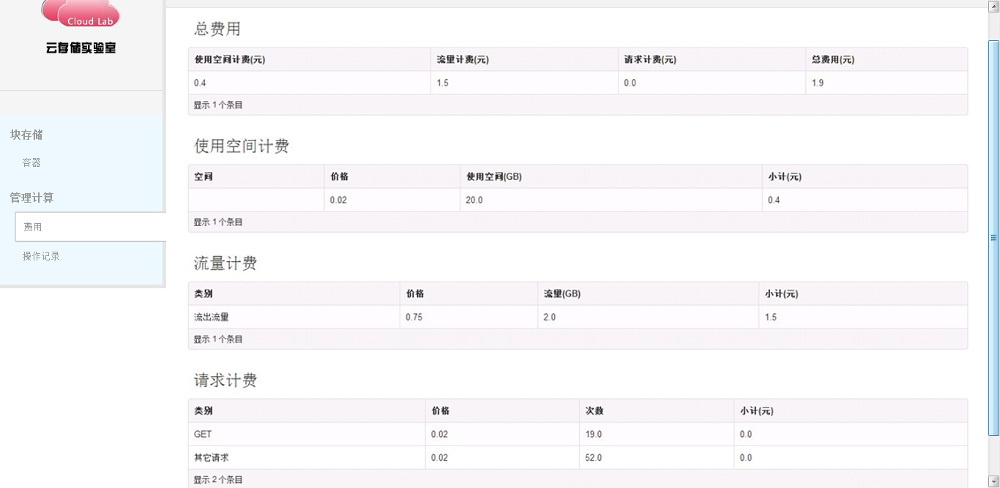 Cloud Lab
云存储实验室
块存储
容器
管理计算
费用
操作记录
总费用
使用空间计费(元) 流量计费(元) 请求计费(元) 总费用(元)
0.4 1.5 0.0 1.9
显示 1 个条目
使用空间计费
空间 价格 使用空间(GB) 小计(元)
0.02 20.0 0.4
显示 1 个条目
流量计费
类别 价格 流量(GB) 小计(元)
流出流量 0.75 2.0 1.5
显示 1 个条目
请求计费
类别 价格 次数 小计(元)
GET 0.02 19.0 0.0
其它请求 0.02 52.0 0.0
显示 2 个条目